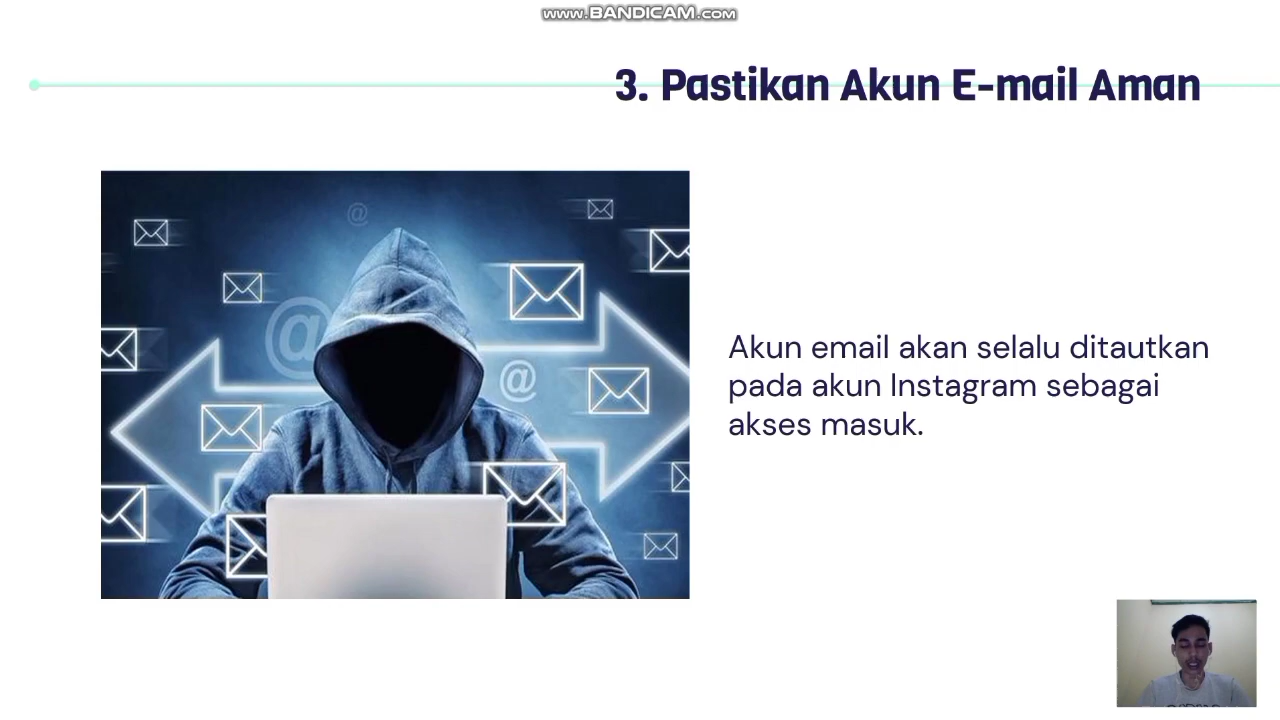 www.BANDICAM.com
3. Pastikan Akun E-mail Aman
@
@
@
Akun email akan selalu ditautkan
pada akun Instagram sebagai
akses masuk.